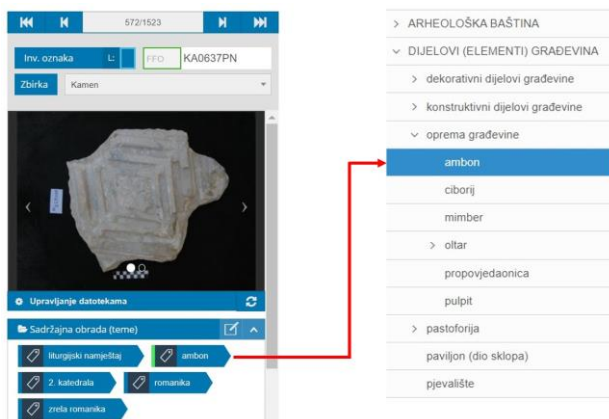 572/1523
Inv. oznaka L: FFO KA0637PN
Zbirka Kamen
Upravljanje datotekama
Sadržajna obrada (teme)
liturgijski namještaj ambon
2. katedrala romanika
zrela romanika
ARHEOLOŠKA BAŠTINA
DIJELOVI (ELEMENTI) GRAĐEVINA
dekorativni dijelovi građevine
konstruktivni dijelovi građevine
oprema građevine
ambon
ciborij
mimber
oltar
propovjedaonica
pulpit
pastoforija
paviljon (dio sklopa)
pjevalište